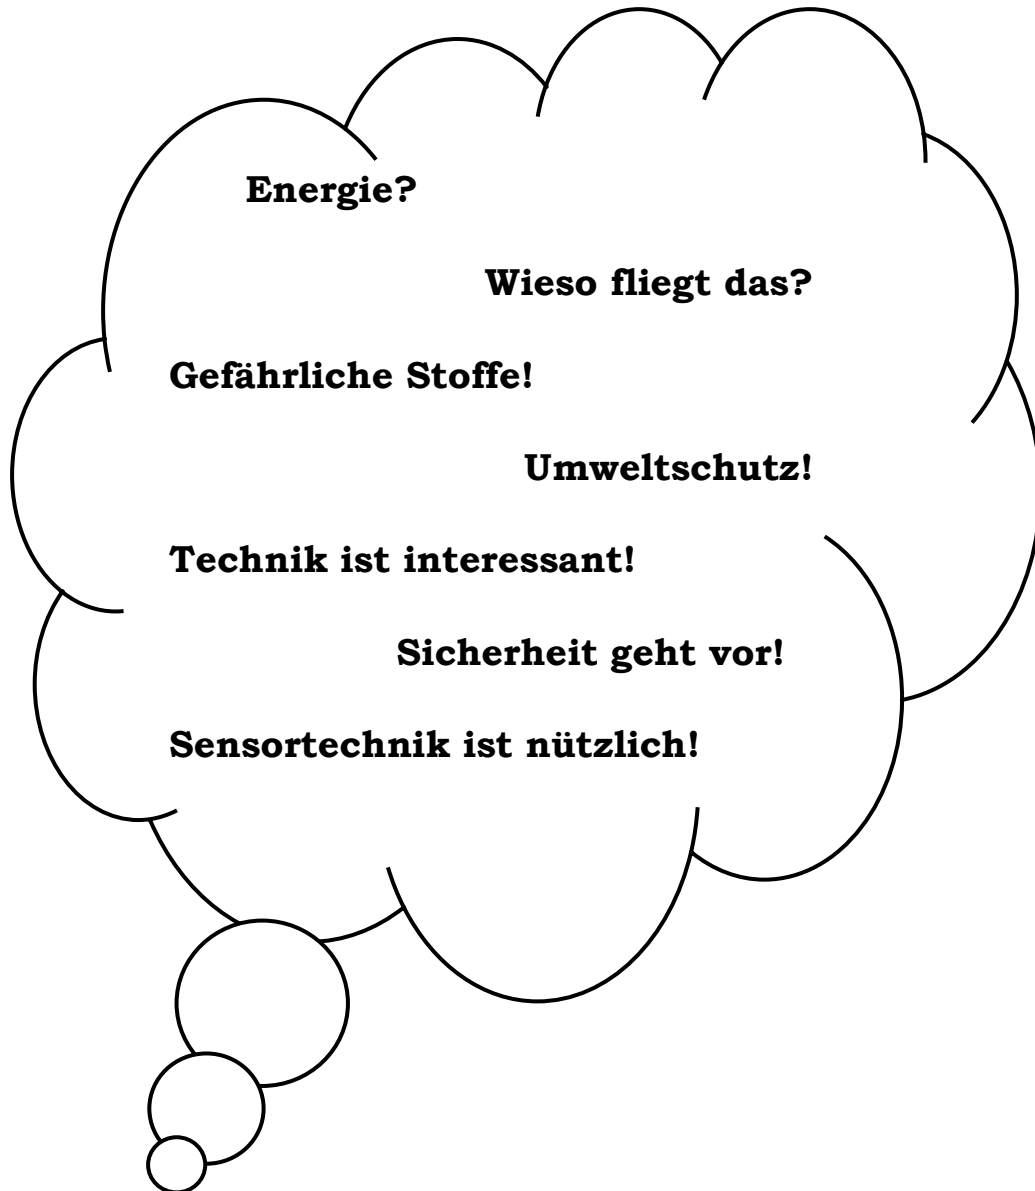 Energie?
Wieso fliegt das?
Gefährliche Stoffe!
Umweltschutz!
Technik ist interessant!
Sicherheit geht vor!
Sensortechnik ist nützlich!